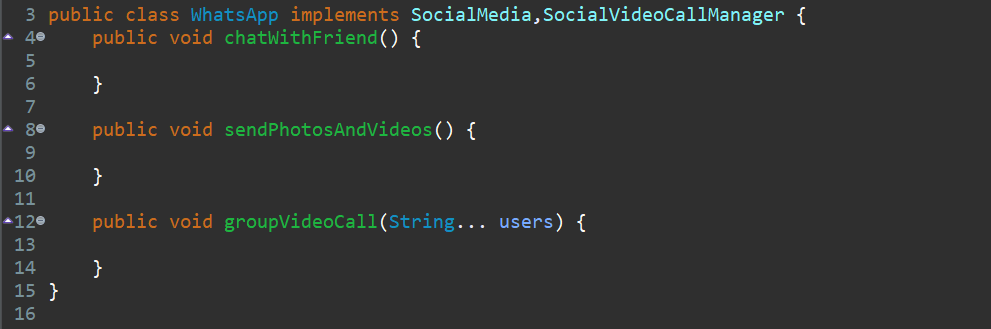 3 public class WhatsApp implements SocialMedia,SocialVideoCallManager {
4     public void chatWithFriend() {
5
6     }
7
8     public void sendPhotosAndVideos() {
9
10     }
11
12     public void groupVideoCall(String... users) {
13
14     }
15 }
16